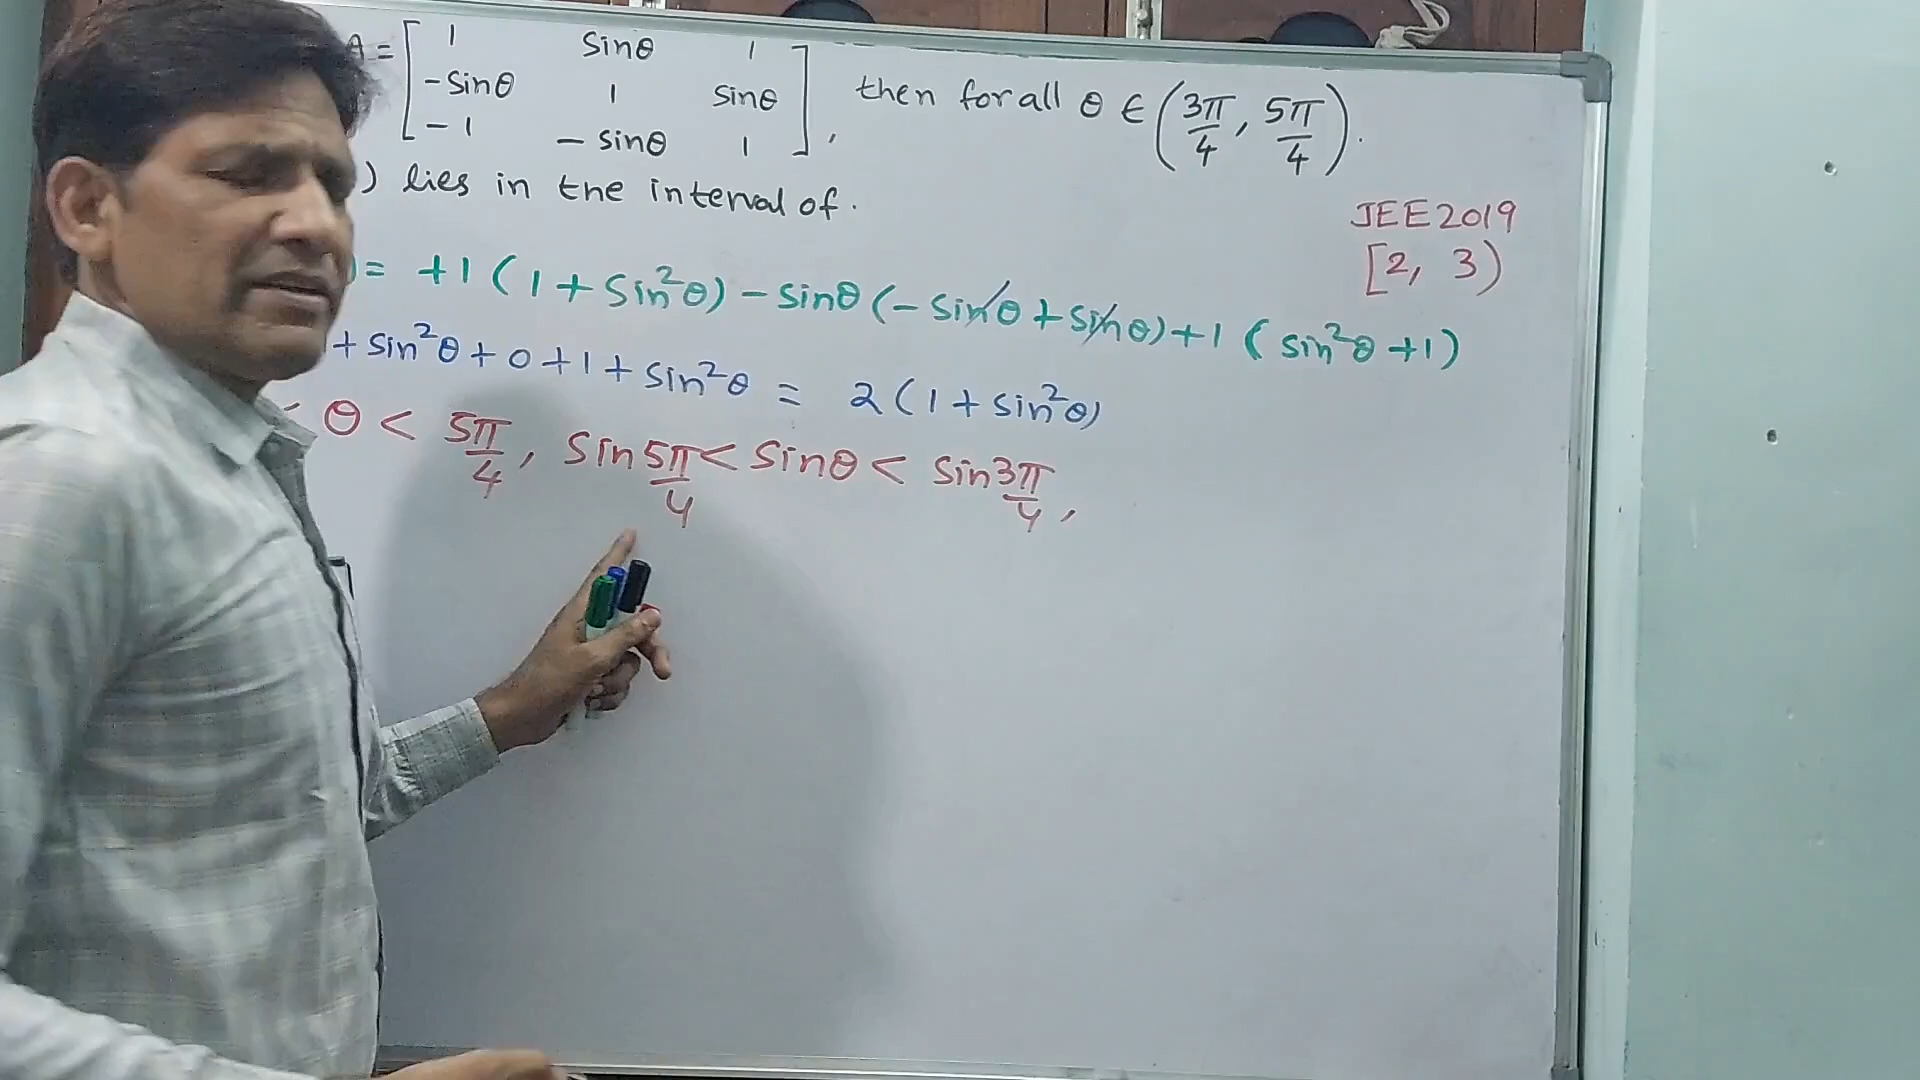 A = [ 1 sinθ 1
-sinθ 1 sinθ
-1 - sinθ 1 ] , then for all θ ∈ (3π/4, 5π/4).
) lies in the interval of.
JEE2019
[2, 3)
) = +1 (1 + sin²θ) - sinθ (- sinθ + sinθ) + 1 (sin²θ + 1)
+ sin²θ + 0 + 1 + sin²θ = 2(1 + sin²θ)
< θ < 5π/4, sin 5π/4 < sinθ < sin 3π/4,